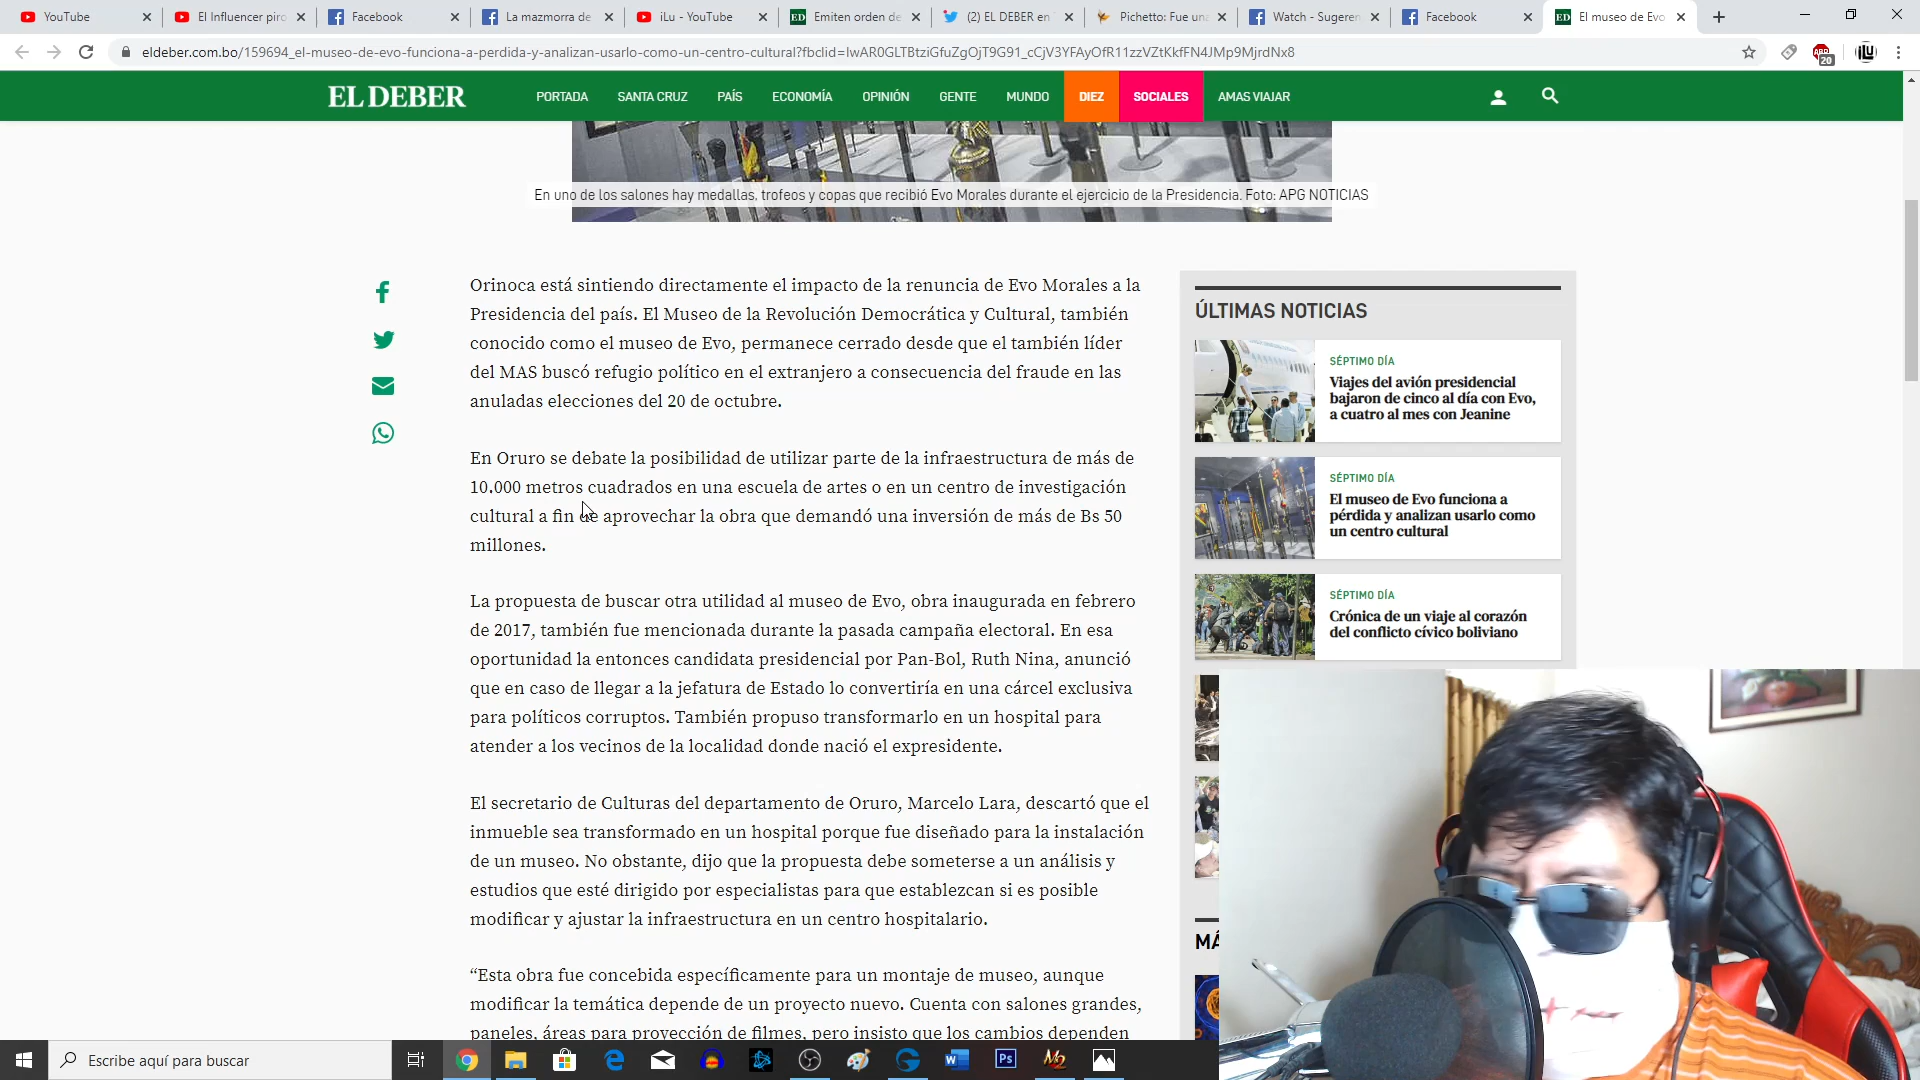 YouTube
El Influencer piro
Facebook
La mazmorra de
iLu - YouTube
Emiten orden de
(2) EL DEBER en
Pichetto: Fue una
Watch - Sugeren
Facebook
El museo de Evo
eldeber.com.bo/159694_el-museo-de-evo-funciona-a-perdida-y-analizan-usarlo-como-un-centro-cultural?fbclid=IwAR0GLTBtziGfuZgOjT9G91_cCjV3YFAyOfR11zzVZtKkfFN4JMp9MjrdNx8
20
EL DEBER
PORTADA
SANTA CRUZ
PAÍS
ECONOMÍA
OPINIÓN
GENTE
MUNDO
DIEZ
SOCIALES
AMAS VIAJAR
En uno de los salones hay medallas, trofeos y copas que recibió Evo Morales durante el ejercicio de la Presidencia. Foto: APG NOTICIAS
Orinoca está sintiendo directamente el impacto de la renuncia de Evo Morales a la
Presidencia del país. El Museo de la Revolución Democrática y Cultural, también
conocido como el museo de Evo, permanece cerrado desde que el también líder
del MAS buscó refugio político en el extranjero a consecuencia del fraude en las
anuladas elecciones del 20 de octubre.
En Oruro se debate la posibilidad de utilizar parte de la infraestructura de más de
10.000 metros cuadrados en una escuela de artes o en un centro de investigación
cultural a fin de aprovechar la obra que demandó una inversión de más de Bs 50
millones.
La propuesta de buscar otra utilidad al museo de Evo, obra inaugurada en febrero
de 2017, también fue mencionada durante la pasada campaña electoral. En esa
oportunidad la entonces candidata presidencial por Pan-Bol, Ruth Nina, anunció
que en caso de llegar a la jefatura de Estado lo convertiría en una cárcel exclusiva
para políticos corruptos. También propuso transformarlo en un hospital para
atender a los vecinos de la localidad donde nació el expresidente.
El secretario de Culturas del departamento de Oruro, Marcelo Lara, descartó que el
inmueble sea transformado en un hospital porque fue diseñado para la instalación
de un museo. No obstante, dijo que la propuesta debe someterse a un análisis y
estudios que esté dirigido por especialistas para que establezcan si es posible
modificar y ajustar la infraestructura en un centro hospitalario.
“Esta obra fue concebida específicamente para un montaje de museo, aunque
modificar la temática depende de un proyecto nuevo. Cuenta con salones grandes,
paneles, áreas para proyección de filmes, pero insisto que los cambios dependen
ÚLTIMAS NOTICIAS
SÉPTIMO DÍA
Viajes del avión presidencial
bajaron de cinco al día con Evo,
a cuatro al mes con Jeanine
SÉPTIMO DÍA
El museo de Evo funciona a
pérdida y analizan usarlo como
un centro cultural
SÉPTIMO DÍA
Crónica de un viaje al corazón
del conflicto cívico boliviano
MÁ
Escribe aquí para buscar